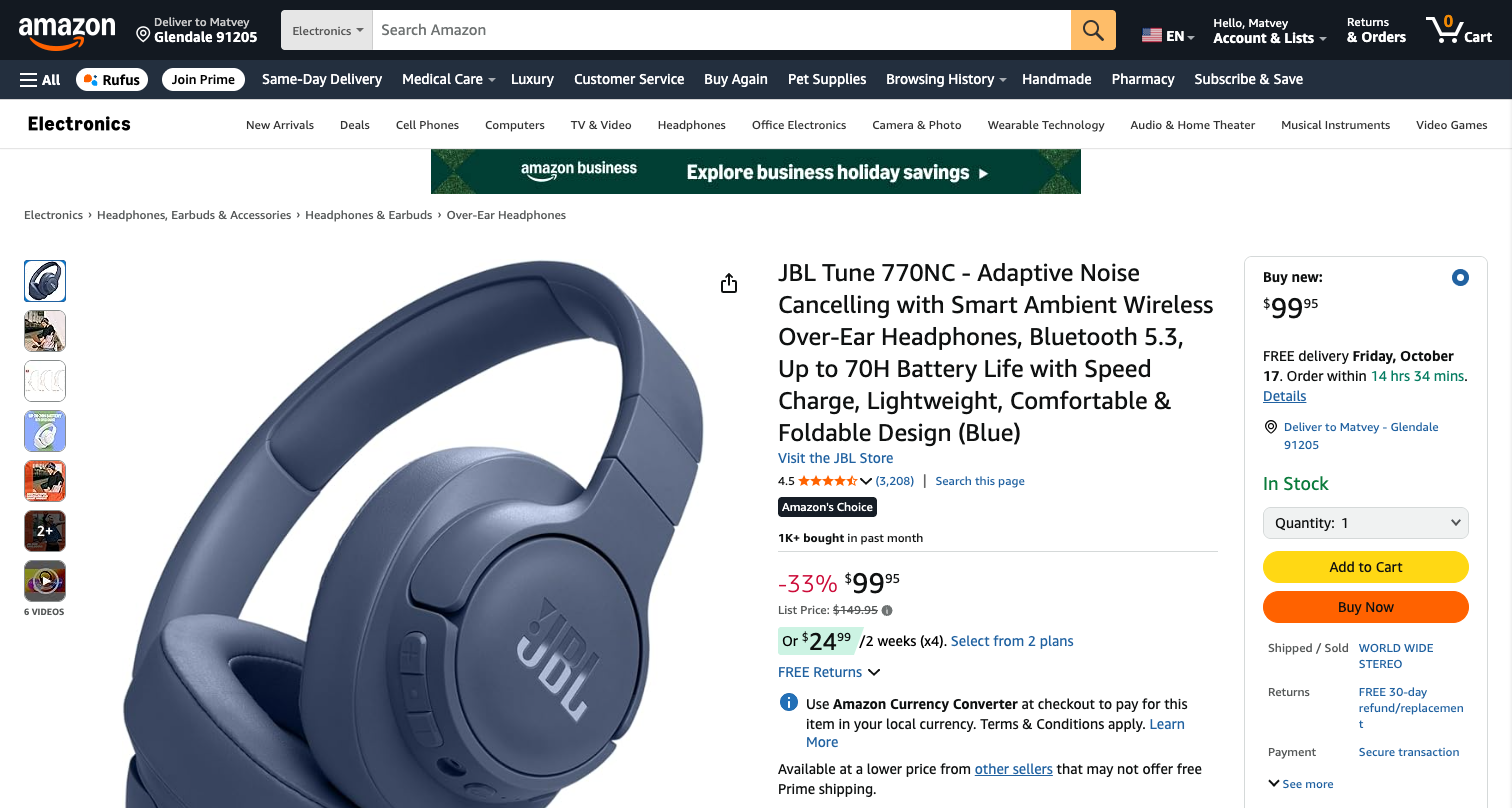 amazon
Deliver to Matvey
Glendale 91205
Electronics
Search Amazon
EN
Hello, Matvey
Account & Lists
Returns
& Orders
0
Cart
All
Rufus
Join Prime
Same-Day Delivery
Medical Care
Luxury
Customer Service
Buy Again
Pet Supplies
Browsing History
Handmade
Pharmacy
Subscribe & Save
Electronics
New Arrivals
Deals
Cell Phones
Computers
TV & Video
Headphones
Office Electronics
Camera & Photo
Wearable Technology
Audio & Home Theater
Musical Instruments
Video Games
amazon business
Explore business holiday savings
Electronics › Headphones, Earbuds & Accessories › Headphones & Earbuds › Over-Ear Headphones
2+
6 VIDEOS
JBL
JBL Tune 770NC - Adaptive Noise
Cancelling with Smart Ambient Wireless
Over-Ear Headphones, Bluetooth 5.3,
Up to 70H Battery Life with Speed
Charge, Lightweight, Comfortable &
Foldable Design (Blue)
Visit the JBL Store
4.5 (3,208) | Search this page
Amazon's Choice
1K+ bought in past month
-33% $99 95
List Price: $149.95
Or $24 99 /2 weeks (x4). Select from 2 plans
FREE Returns
Use Amazon Currency Converter at checkout to pay for this
item in your local currency. Terms & Conditions apply. Learn
More
Available at a lower price from other sellers that may not offer free
Prime shipping.
Buy new:
$99 95
FREE delivery Friday, October
17. Order within 14 hrs 34 mins.
Details
Deliver to Matvey - Glendale
91205
In Stock
Quantity: 1
Add to Cart
Buy Now
Shipped / Sold
WORLD WIDE
STEREO
Returns
FREE 30-day
refund/replacemen
t
Payment
Secure transaction
See more